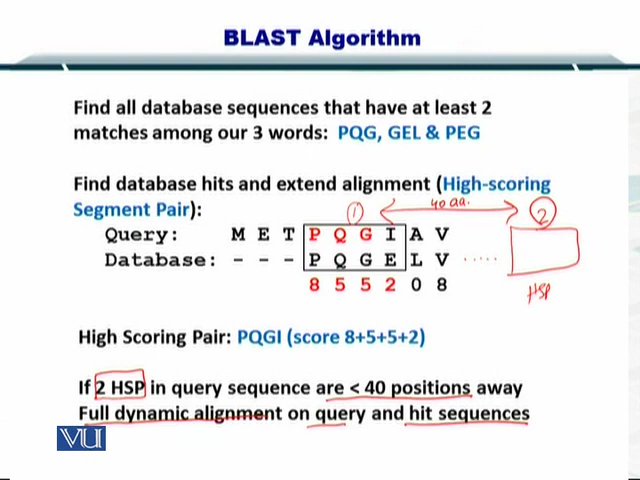 BLAST Algorithm
Find all database sequences that have at least 2
matches among our 3 words: PQG, GEL & PEG
Find database hits and extend alignment (High-scoring
Segment Pair):
1 40 aa. 2
Query: M E T P Q G I A V
Database: - - - P Q G E L V ......
8 5 5 2 0 8
HSP
High Scoring Pair: PQGI (score 8+5+5+2)
If 2 HSP in query sequence are < 40 positions away
Full dynamic alignment on query and hit sequences
VU